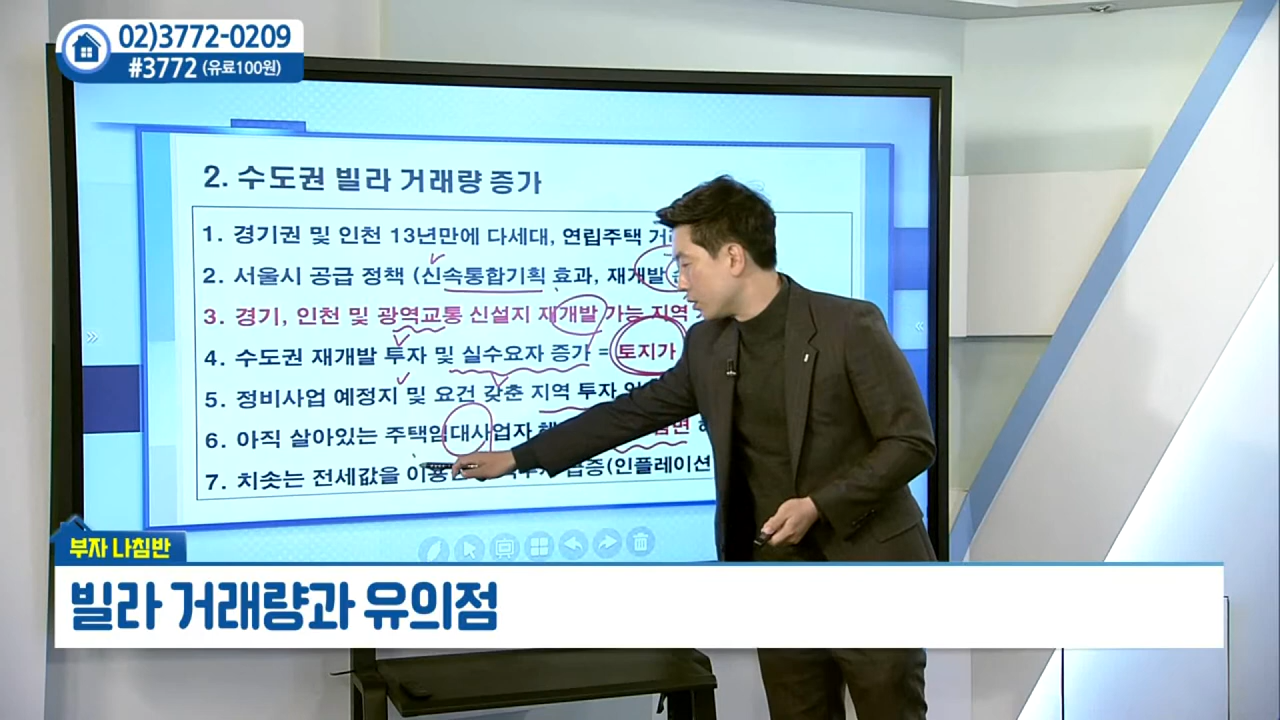 02)3772-0209
#3772 (유료100원)
2. 수도권 빌라 거래량 증가
1. 경기권 및 인천 13년만에 다세대, 연립주택
2. 서울시 공급 정책 (신속통합기획 효과, 재개발
3. 경기, 인천 및 광역교통 신설지 재개발 가능 지역
4. 수도권 재개발 투자 및 실수요자 증가 = 토지가
5. 정비사업 예정지 및 요건 갖춘 지역 투자
6. 아직 살아있는 주택임대사업자
7. 치솟는 전세값을 급증(인플레이션
부자 나침반
빌라 거래량과 유의점